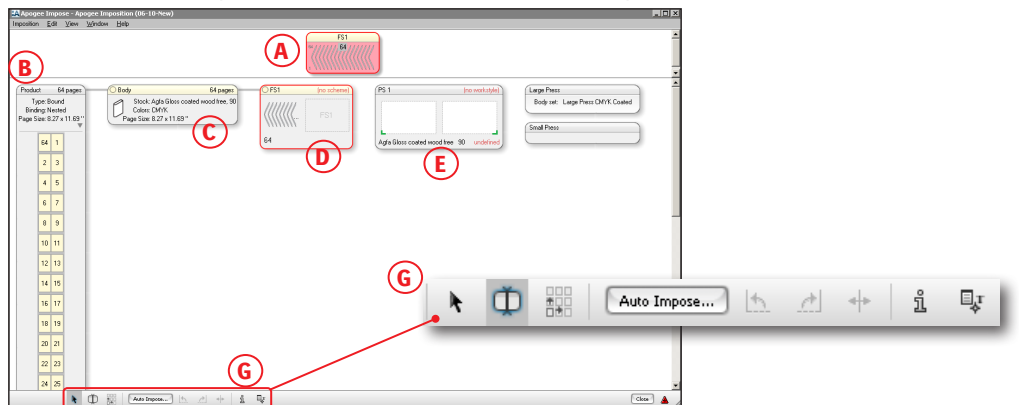 Apogee Impose - Apogee Imposition (06-10-New)
Imposition Edit View Window Help
A
FS1
64
B
Product 64 pages
Type: Bound
Binding: Nested
Page Size: 8.27 x 11.69 "
Body 64 pages
Stock: Agfa Gloss coated wood free, 90
Colors: CMYK
Page Size: 8.27 x 11.69 "
C
FS1 (no scheme)
FS1
64
D
PS 1 (no workstyle)
Agfa Gloss coated wood free 90 undefined
E
Large Press
Body set: Large Press CMYK Coated
Small Press
64 1
2 3
4 5
6 7
8 9
10 11
12 13
14 15
16 17
18 19
20 21
22 23
24 25
G
Auto Impose...
G
Auto Impose...
Close